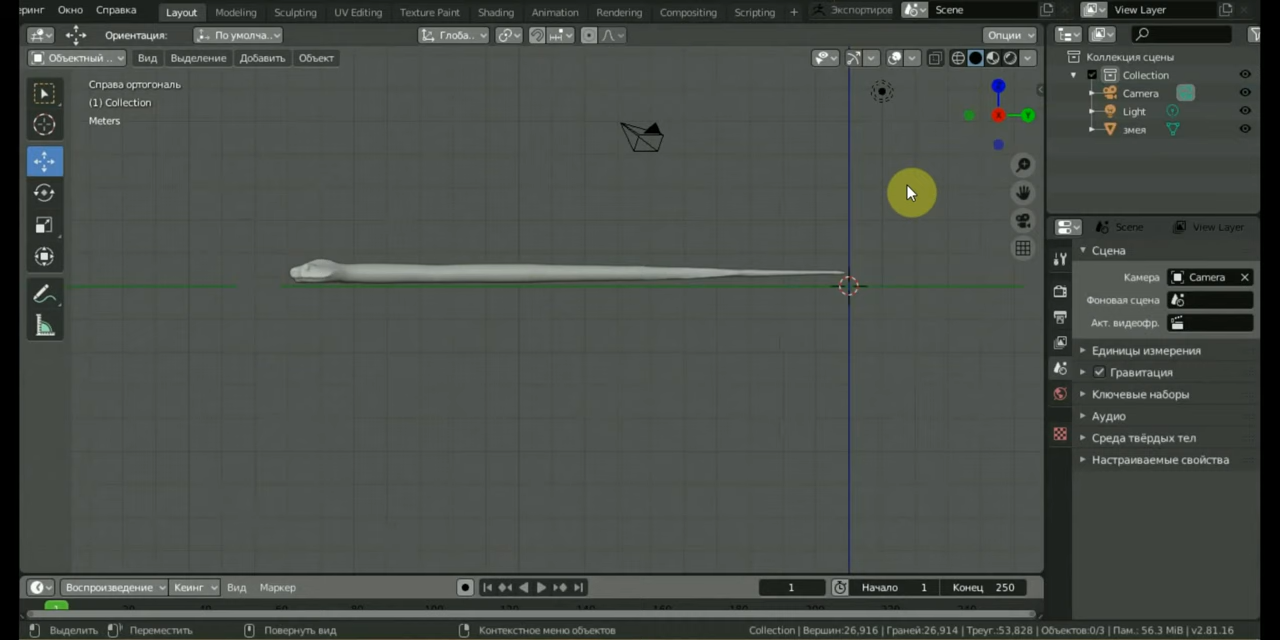 еринг Окно Справка Layout Modeling Sculpting UV Editing Texture Paint Shading Animation Rendering Compositing Scripting + Экспортиров Scene View Layer
Ориентация: По умолча.. Глоба.. Опции
Объектный .. Вид Выделение Добавить Объект
Справа ортогональ
(1) Collection
Meters
Z
X
Y
Коллекция сцены
Collection
Camera
Light
змея
Scene View Layer
Сцена
Камера Camera
Фоновая сцена
Акт. видеофр.
Единицы измерения
Гравитация
Ключевые наборы
Аудио
Среда твёрдых тел
Настраиваемые свойства
Воспроизведение Кеинг Вид Маркер 1 Начало 1 Конец 250
1
Выделить Переместить Повернуть вид Контекстное меню объектов Collection | Вершин:26,916 | Граней:26,914 | Треуг.:53,828 | Объектов:0/3 | Пам.: 56.3 MiB | v2.81.16